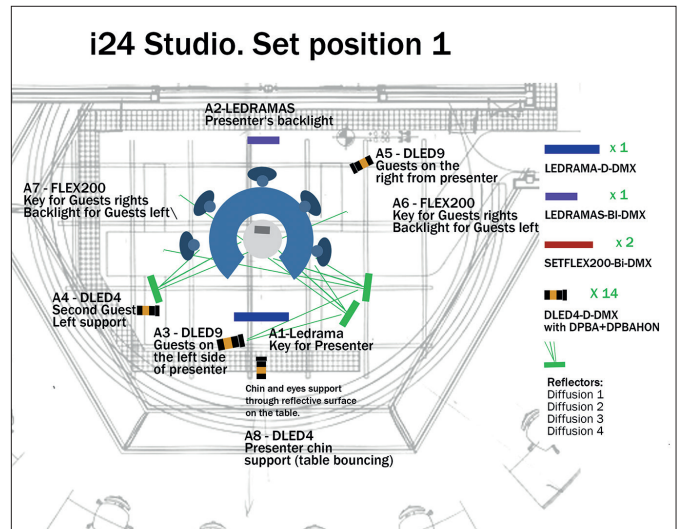 i24 Studio. Set position 1
A2-LEDRAMAS
Presenter's backlight
A5 - DLED9
Guests on the
right from presenter
A7 - FLEX200
Key for Guests rights
Backlight for Guests left\
A6 - FLEX200
Key for Guests rights
Backlight for Guests left
A4 - DLED4
Second Guest
Left support
A3 - DLED9
Guests on
the left side
of presenter
A1-Ledrama
Key for Presenter
Chin and eyes support
through reflective surface
on the table.
A8 - DLED4
Presenter chin
support (table bouncing)
x 1
LEDRAMA-D-DMX
x 1
LEDRAMAS-BI-DMX
x 2
SETFLEX200-Bi-DMX
X 14
DLED4-D-DMX
with DPBA+DPBAHON
Reflectors:
Diffusion 1
Diffusion 2
Diffusion 3
Diffusion 4